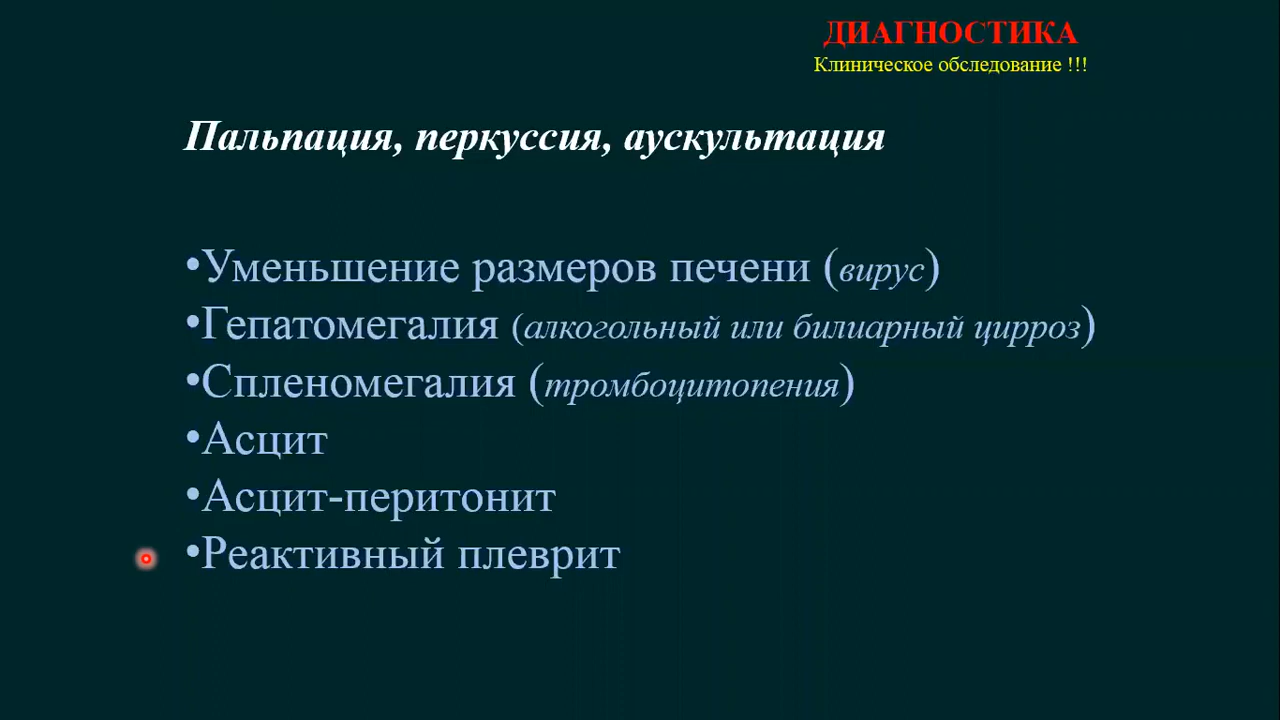 ДИАГНОСТИКА
Клиническое обследование !!!
Пальпация, перкуссия, аускультация
•Уменьшение размеров печени (вирус)
•Гепатомегалия (алкогольный или билиарный цирроз)
•Спленомегалия (тромбоцитопения)
•Асцит
•Асцит-перитонит
•Реактивный плеврит